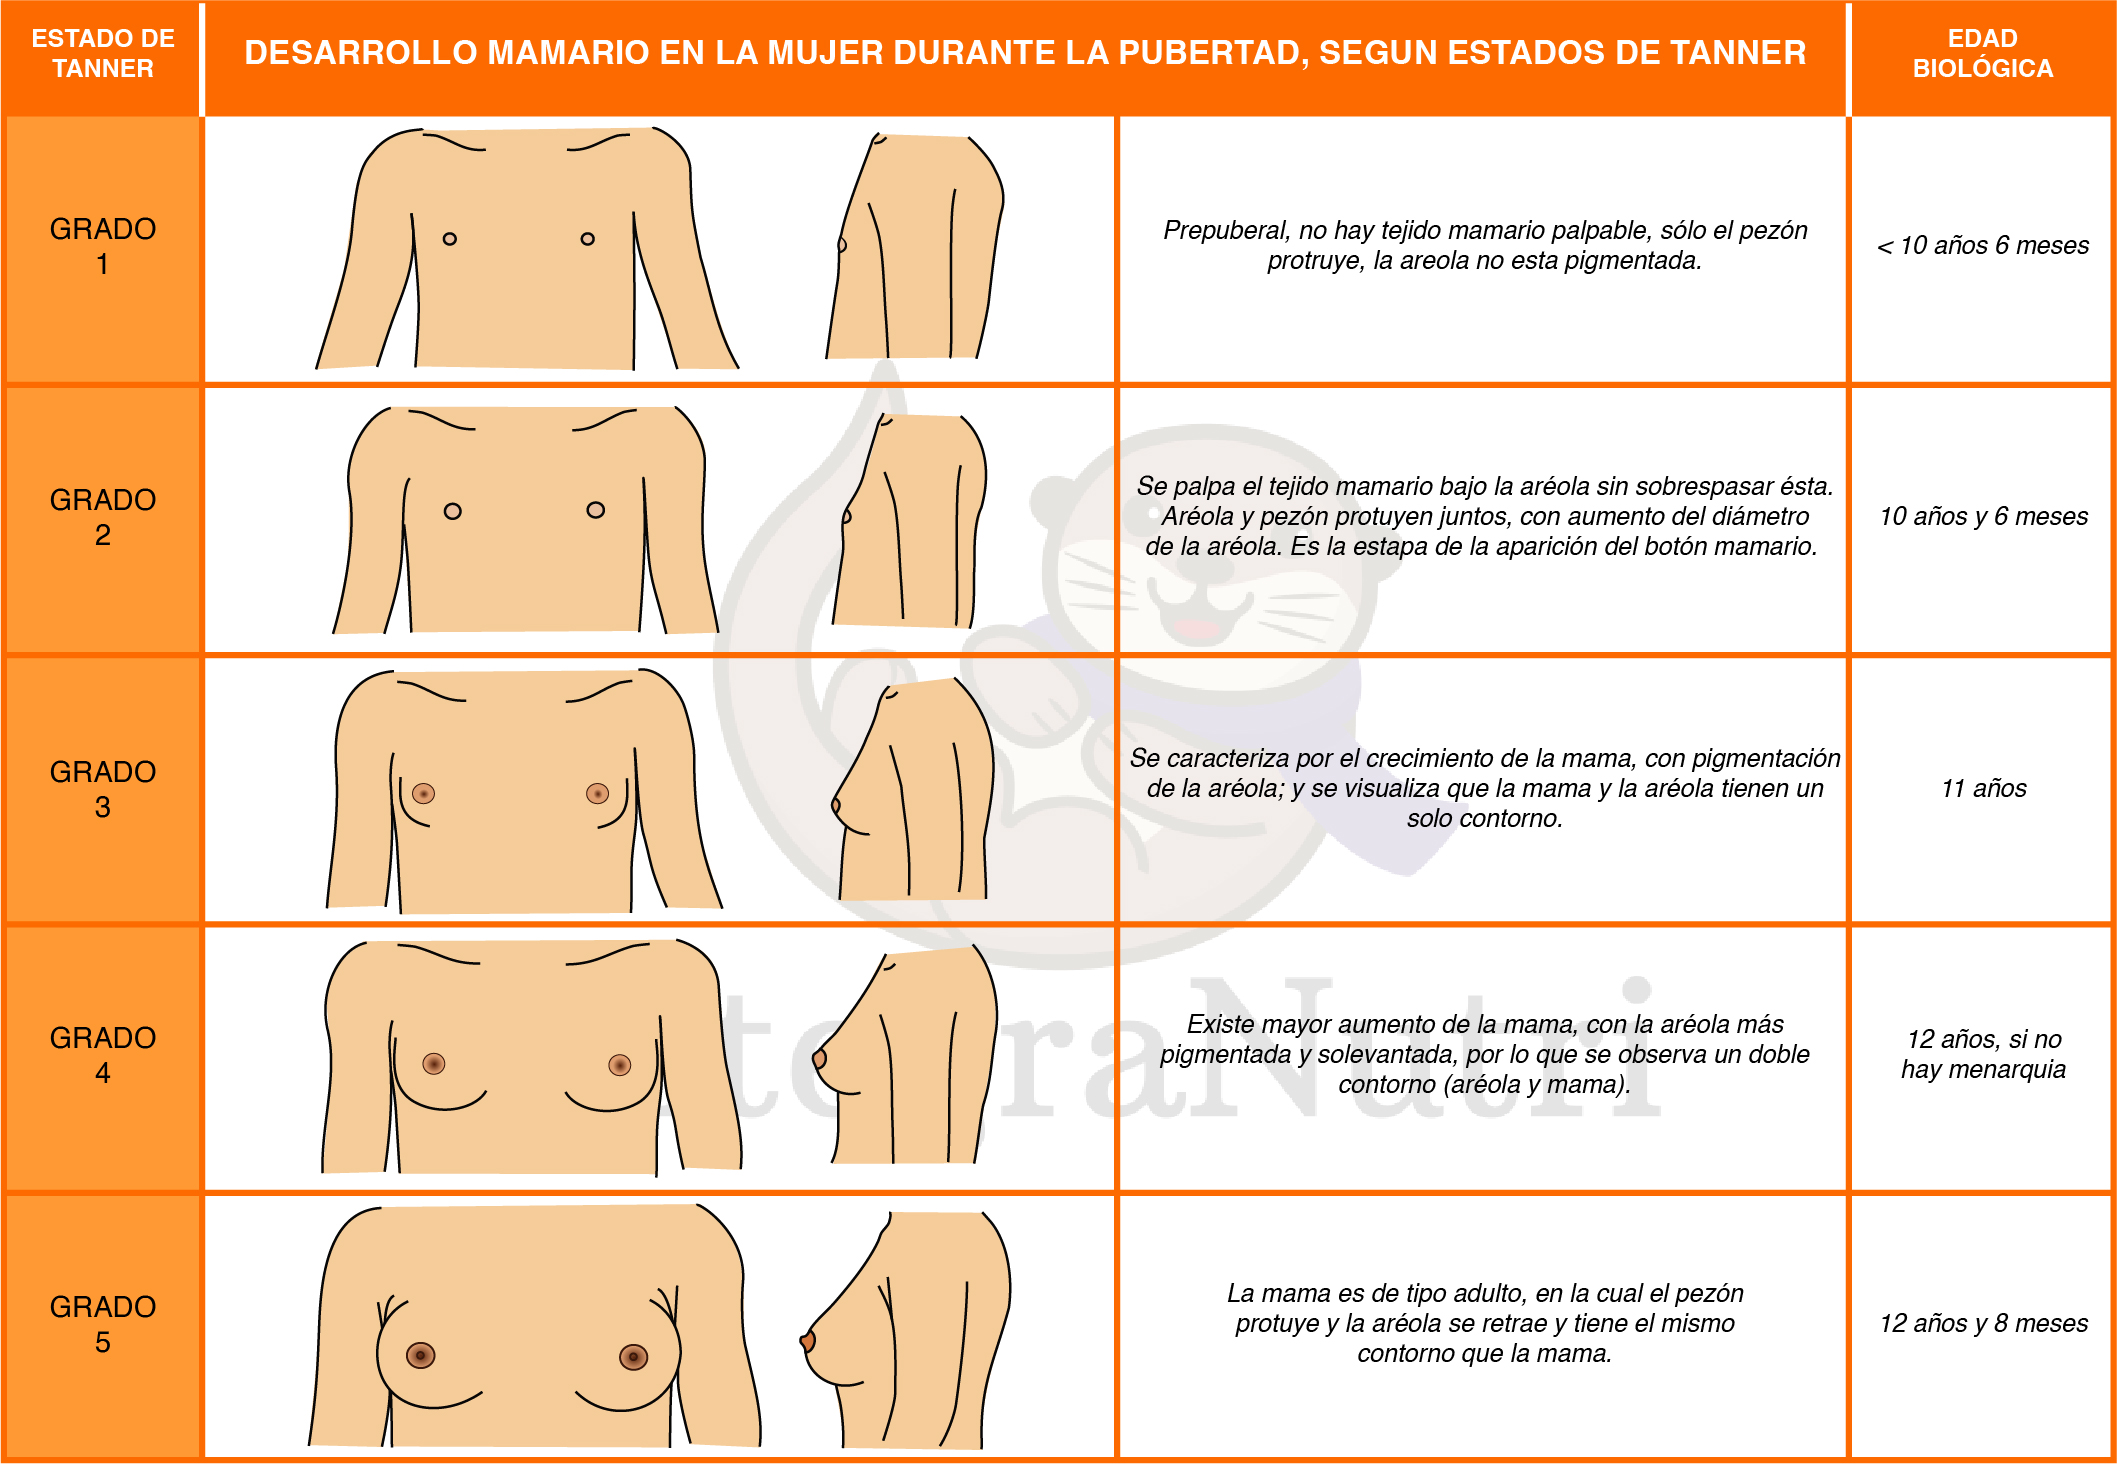 ESTADO DE
TANNER
DESARROLLO MAMARIO EN LA MUJER DURANTE LA PUBERTAD, SEGUN ESTADOS DE TANNER
EDAD
BIOLÓGICA
GRADO
1
Prepuberal, no hay tejido mamario palpable, sólo el pezón
protruye, la areola no esta pigmentada.
< 10 años 6 meses
GRADO
2
Se palpa el tejido mamario bajo la aréola sin sobrespasar ésta.
Aréola y pezón protuyen juntos, con aumento del diámetro
de la aréola. Es la estapa de la aparición del botón mamario.
10 años y 6 meses
GRADO
3
Se caracteriza por el crecimiento de la mama, con pigmentación
de la aréola; y se visualiza que la mama y la aréola tienen un
solo contorno.
11 años
GRADO
4
Existe mayor aumento de la mama, con la aréola más
pigmentada y solevantada, por lo que se observa un doble
contorno (aréola y mama).
12 años, si no
hay menarquia
GRADO
5
La mama es de tipo adulto, en la cual el pezón
protuye y la aréola se retrae y tiene el mismo
contorno que la mama.
12 años y 8 meses